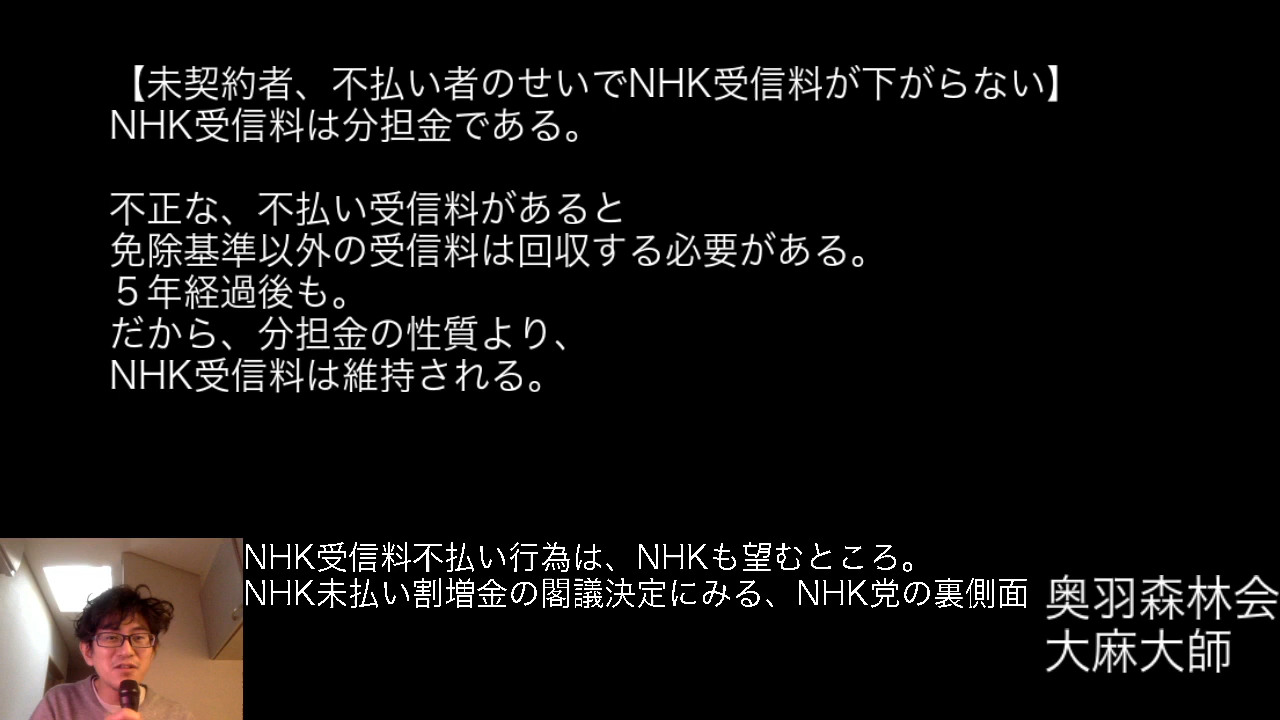 【未契約者、不払い者のせいでNHK受信料が下がらない】
NHK受信料は分担金である。
不正な、不払い受信料があると
免除基準以外の受信料は回収する必要がある。
５年経過後も。
だから、分担金の性質より、
NHK受信料は維持される。
NHK受信料不払い行為は、NHKも望むところ。
NHK未払い割増金の閣議決定にみる、NHK党の裏側面
奥羽森林会
大麻大師